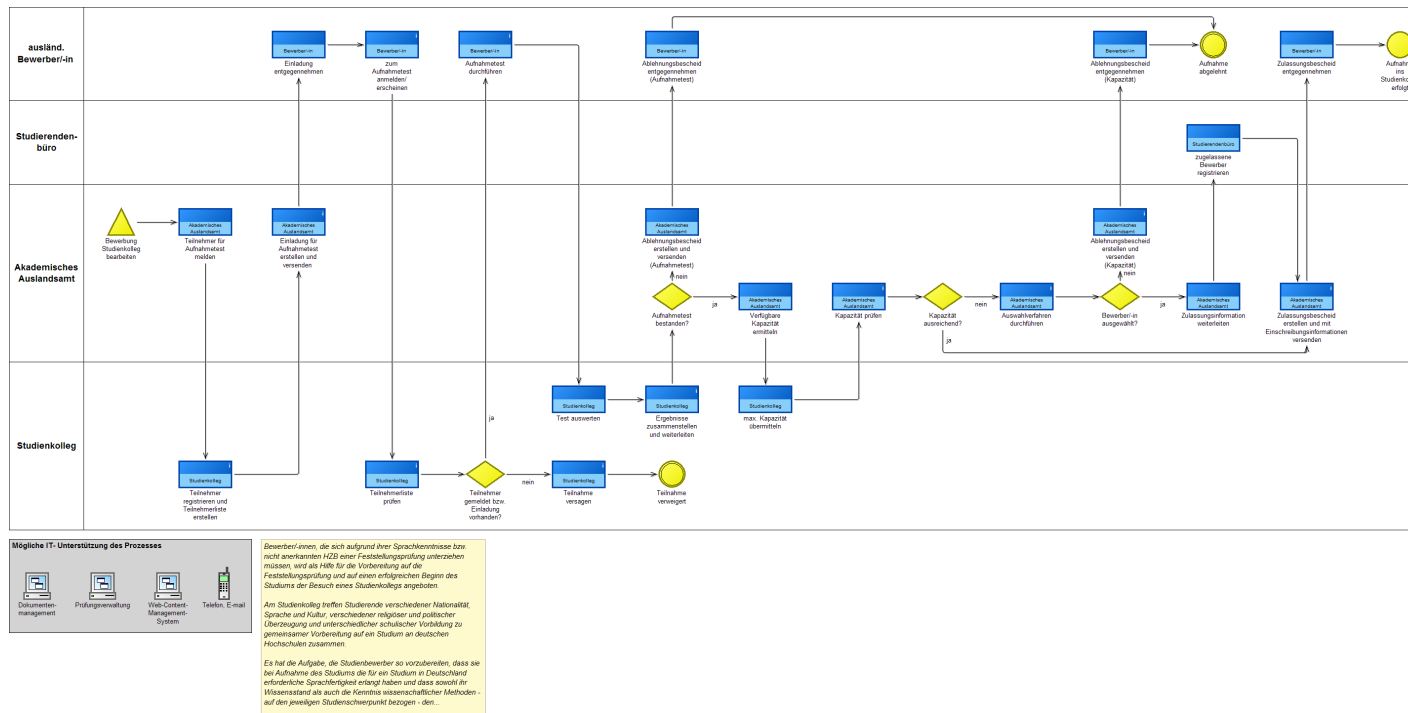 ausländ.
Bewerber/-in
Bewerber/-in
Einladung
entgegennehmen
Bewerber/-in
zum
Aufnahmetest
anmelden/
erscheinen
Bewerber/-in
Aufnahmetest
durchführen
Bewerber/-in
Ablehnungsbescheid
entgegennehmen
(Aufnahmetest)
Bewerber/-in
Ablehnungsbescheid
entgegennehmen
(Kapazität)
Aufnahme
abgelehnt
Bewerber/-in
Zulassungsbescheid
entgegennehmen
ins
erfolgt
Studierenden-
büro
Studierendenbüro
zugelassene
Bewerber
registrieren
Akademisches
Auslandsamt
Bewerbung
Studienkolleg
bearbeiten
Akademisches
Auslandsamt
Teilnehmer für
Aufnahmetest
melden
Akademisches
Auslandsamt
Einladung für
Aufnahmetest
erstellen und
versenden
Akademisches
Auslandsamt
Ablehnungsbescheid
erstellen und
versenden
(Aufnahmetest)
nein
Aufnahmetest
bestanden?
ja
Akademisches
Auslandsamt
Verfügbare
Kapazität
ermitteln
Akademisches
Auslandsamt
Kapazität prüfen
Kapazität
ausreichend?
nein
ja
Akademisches
Auslandsamt
Auswahlverfahren
durchführen
Akademisches
Auslandsamt
Ablehnungsbescheid
erstellen und
versenden
(Kapazität)
nein
Bewerber/-in
ausgewählt?
ja
Akademisches
Auslandsamt
Zulassungsinformation
weiterleiten
Akademisches
Auslandsamt
Zulassungsbescheid
erstellen und mit
Einschreibungsinformationen
versenden
Studienkolleg
Studienkolleg
Test auswerten
Studienkolleg
Ergebnisse
zusammenstellen
und weiterleiten
Studienkolleg
max. Kapazität
übermitteln
Studienkolleg
Teilnehmer
registrieren und
Teilnehmerliste
erstellen
Studienkolleg
Teilnehmerliste
prüfen
ja
Teilnehmer
gemeldet bzw.
Einladung
vorhanden?
nein
Studienkolleg
Teilnahme
versagen
Teilnahme
verweigert
Mögliche IT- Unterstützung des Prozesses
Dokumenten-
management
Prüfungsverwaltung
Web-Content-
Management-
System
Telefon, E-mail
Bewerber/-innen, die sich aufgrund ihrer Sprachkenntnisse bzw.
nicht anerkannten HZB einer Feststellungsprüfung unterziehen
müssen, wird als Hilfe für die Vorbereitung auf die
Feststellungsprüfung und auf einen erfolgreichen Beginn des
Studiums der Besuch eines Studienkollegs angeboten.
Am Studienkolleg treffen Studierende verschiedener Nationalität,
Sprache und Kultur, verschiedener religiöser und politischer
Überzeugung und unterschiedlicher schulischer Vorbildung zu
gemeinsamer Vorbereitung auf ein Studium an deutschen
Hochschulen zusammen.
Es hat die Aufgabe, die Studienbewerber so vorzubereiten, dass sie
bei Aufnahme des Studiums die für ein Studium in Deutschland
erforderliche Sprachfertigkeit erlangt haben und dass sowohl ihr
Wissensstand als auch die Kenntnis wissenschaftlicher Methoden -
auf den jeweiligen Studienschwerpunkt bezogen - den...